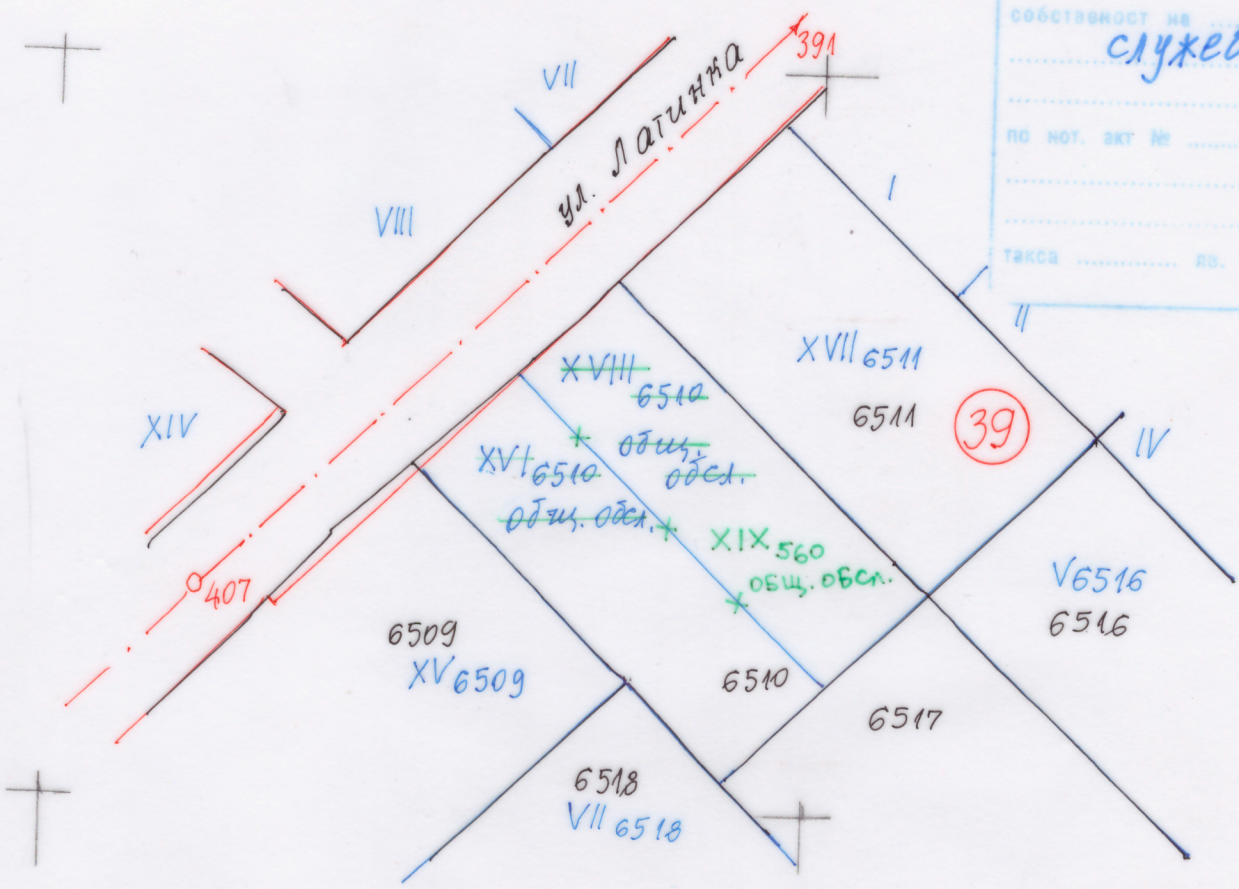 собственост на ....
служеб
по нот. акт № ........
такса ............. лв.
391
VII
ул. Латинка
VIII
I
II
XVII 6511
6511
39
IV
XIV
XVIII 6510
общ. обсл.
XVI 6510
общ. обсл.
XIX 560
ОБЩ. ОБСЛ.
V 6516
6516
407
6509
XV 6509
6510
6517
6518
VII 6518